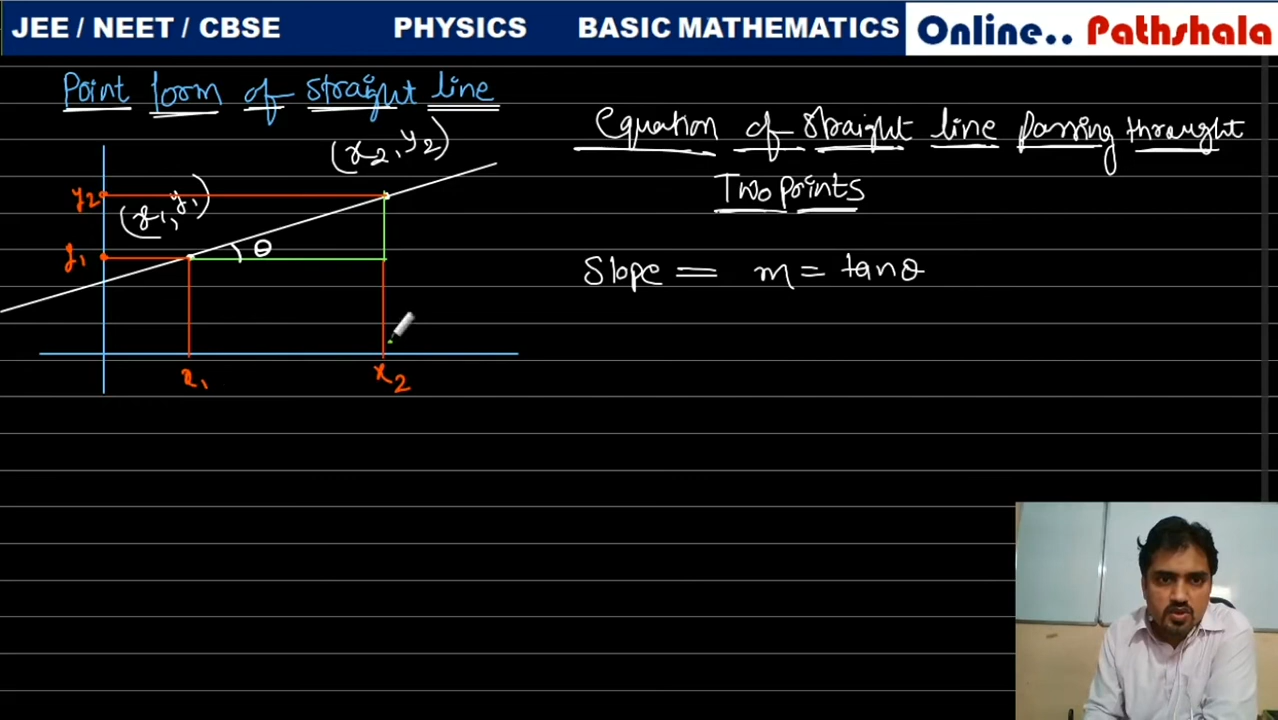 JEE / NEET / CBSE PHYSICS BASIC MATHEMATICS Online.. Pathshala
Point form of straight line
Equation of straight line passing throught
Two points
(x₂, y₂)
y₂
(x₁, y₁)
y₁
θ
Slope = m = tanθ
x₁
x₂